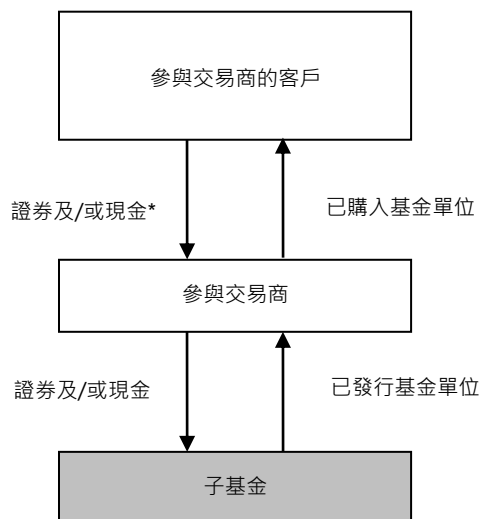 參與交易商的客戶
證券及/或現金*
已購入基金單位
參與交易商
證券及/或現金
已發行基金單位
子基金